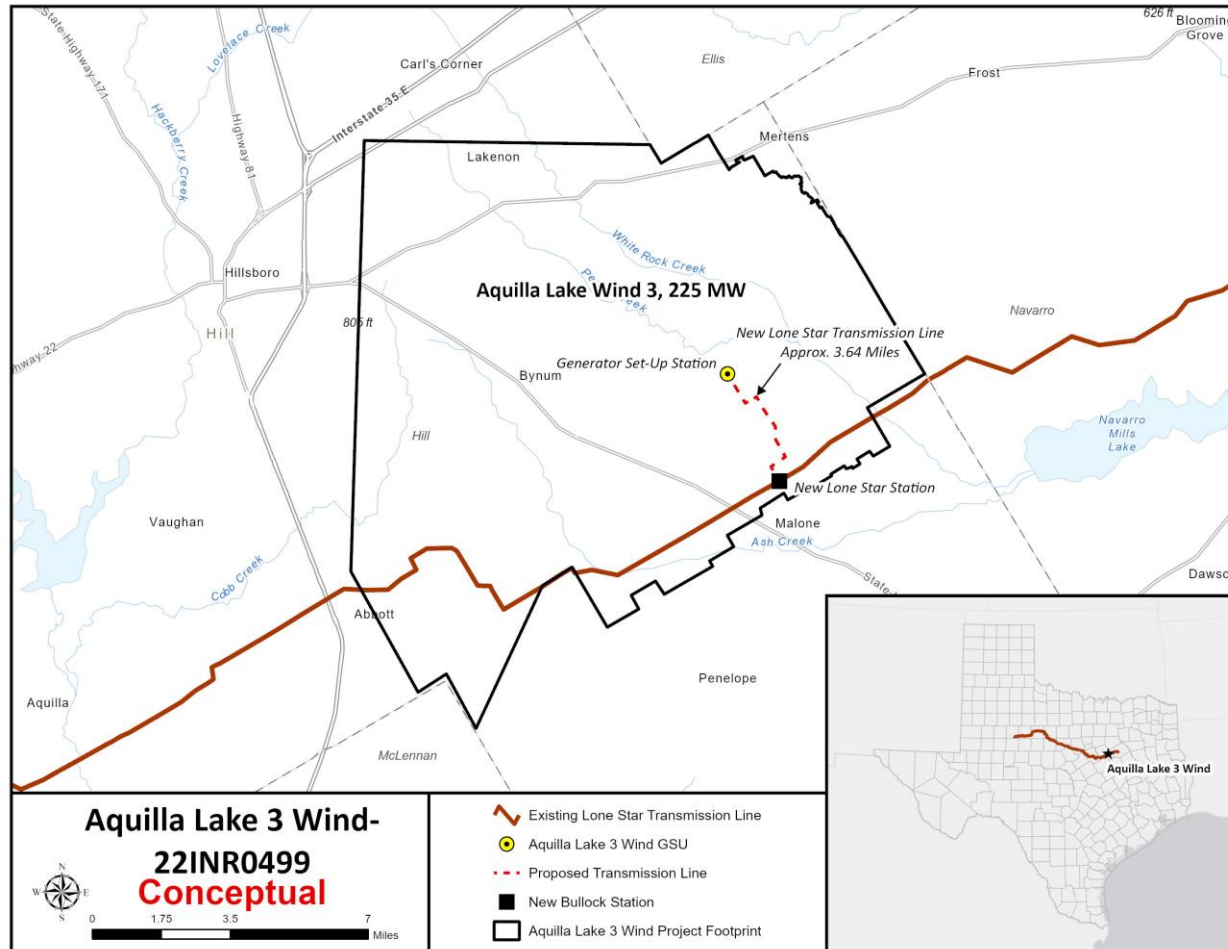 626 ft
Blooming
Grove
State-Highway-171
Lovelace Creek
Carl's Corner
Ellis
Frost
Interstate-35-E
Hackberry Creek
Highway-81
Mertens
Lakenon
White Rock Creek
Hillsboro
Aquilla Lake Wind 3, 225 MW
Navarro
New Lone Star Transmission Line
Approx. 3.64 Miles
805 ft
Hill
Generator Set-Up Station
Highway 22
Bynum
Hill
Navarro
Mills
Lake
New Lone Star Station
Vaughan
Malone
Ash Creek
Cobb Creek
Dawso
Abbott
Penelope
Aquilla
McLennan
Aquilla Lake 3 Wind
Aquilla Lake 3 Wind-
22INR0499
Conceptual
N
W E
S
0 1.75 3.5 7
Miles
Existing Lone Star Transmission Line
Aquilla Lake 3 Wind GSU
Proposed Transmission Line
New Bullock Station
Aquilla Lake 3 Wind Project Footprint